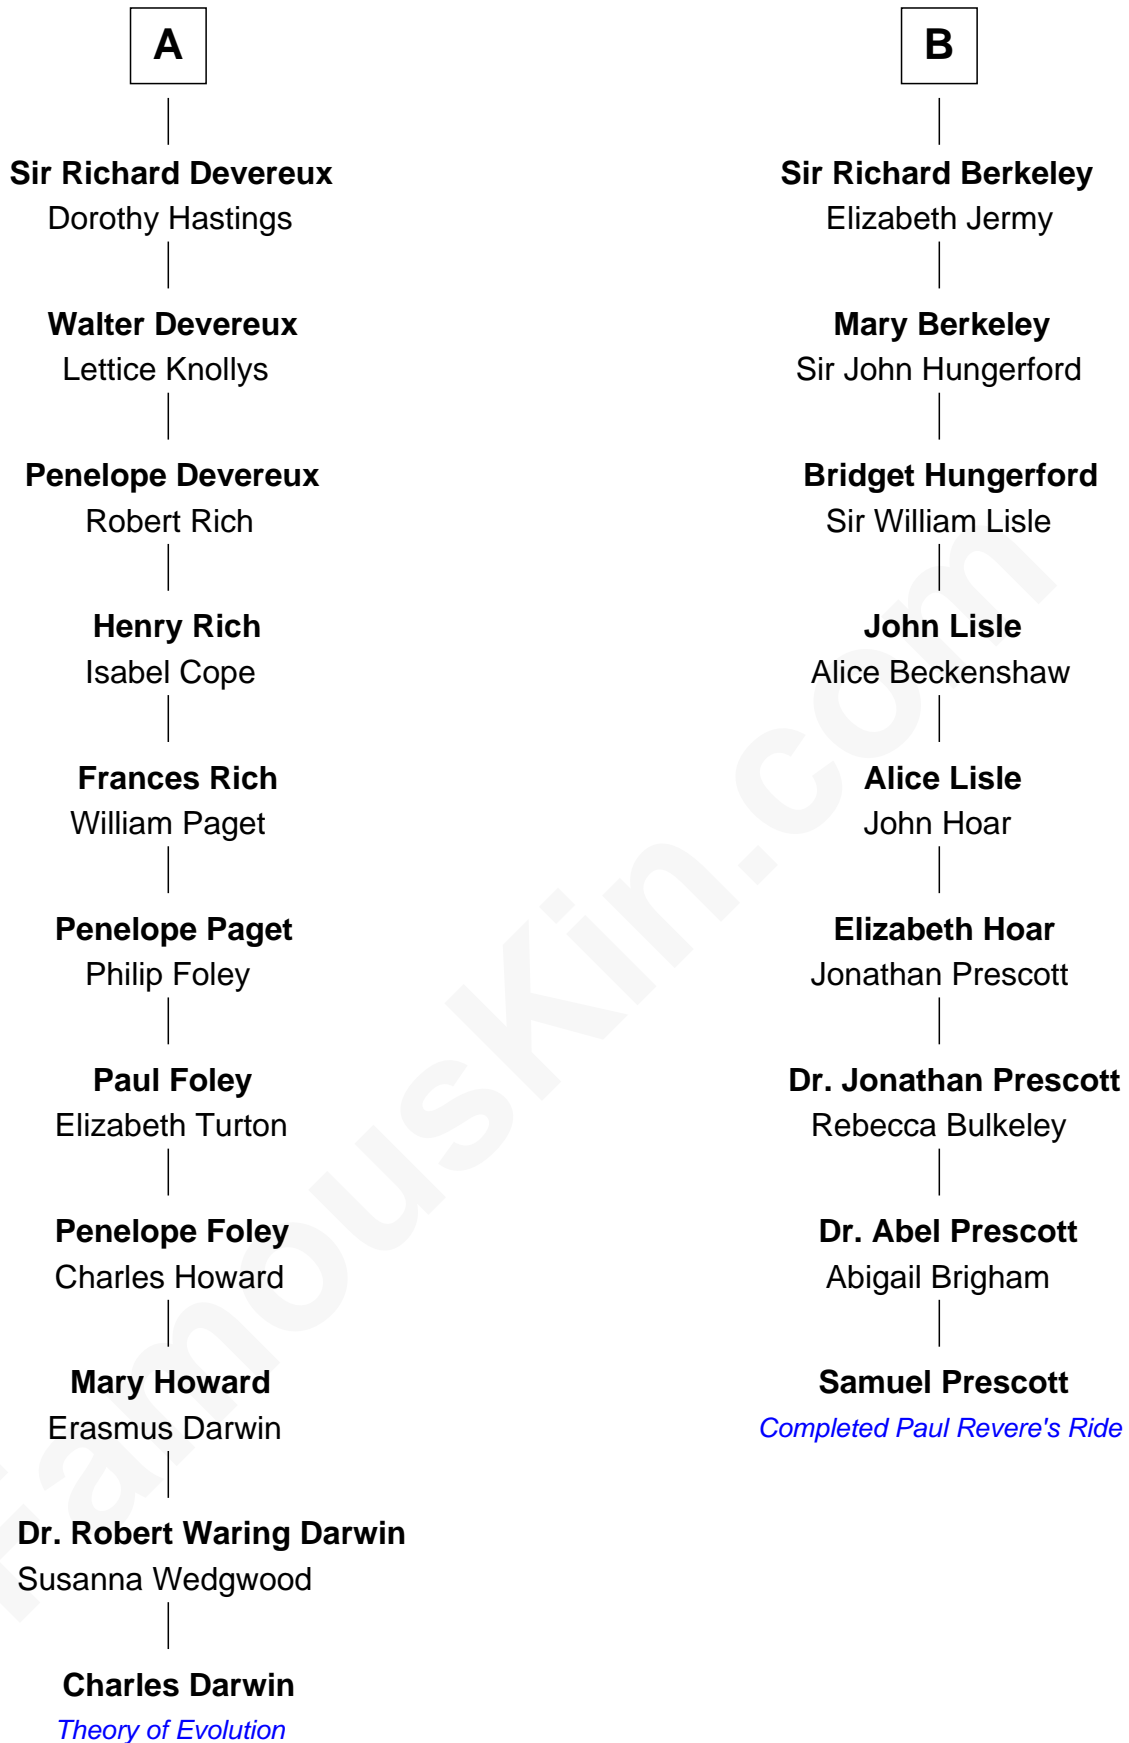 A
Sir Richard Devereux
Dorothy Hastings
Walter Devereux
Lettice Knollys
Penelope Devereux
Robert Rich
Henry Rich
Isabel Cope
Frances Rich
William Paget
Penelope Paget
Philip Foley
Paul Foley
Elizabeth Turton
Penelope Foley
Charles Howard
Mary Howard
Erasmus Darwin
Dr. Robert Waring Darwin
Susanna Wedgwood
Charles Darwin
Theory of Evolution
B
Sir Richard Berkeley
Elizabeth Jermy
Mary Berkeley
Sir John Hungerford
Bridget Hungerford
Sir William Lisle
John Lisle
Alice Beckenshaw
Alice Lisle
John Hoar
Elizabeth Hoar
Jonathan Prescott
Dr. Jonathan Prescott
Rebecca Bulkeley
Dr. Abel Prescott
Abigail Brigham
Samuel Prescott
Completed Paul Revere's Ride
FamousKin.com